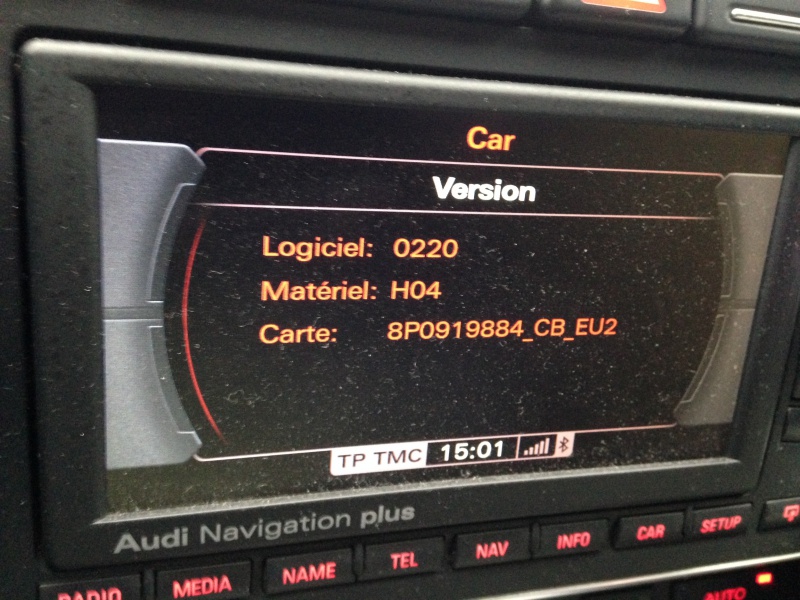 Car
Version
Logiciel: 0220
Matériel: H04
Carte: 8P0919884_CB_EU2
TP TMC 15:01
Audi Navigation plus
RADIO MEDIA NAME TEL NAV INFO CAR SETUP
AUTO